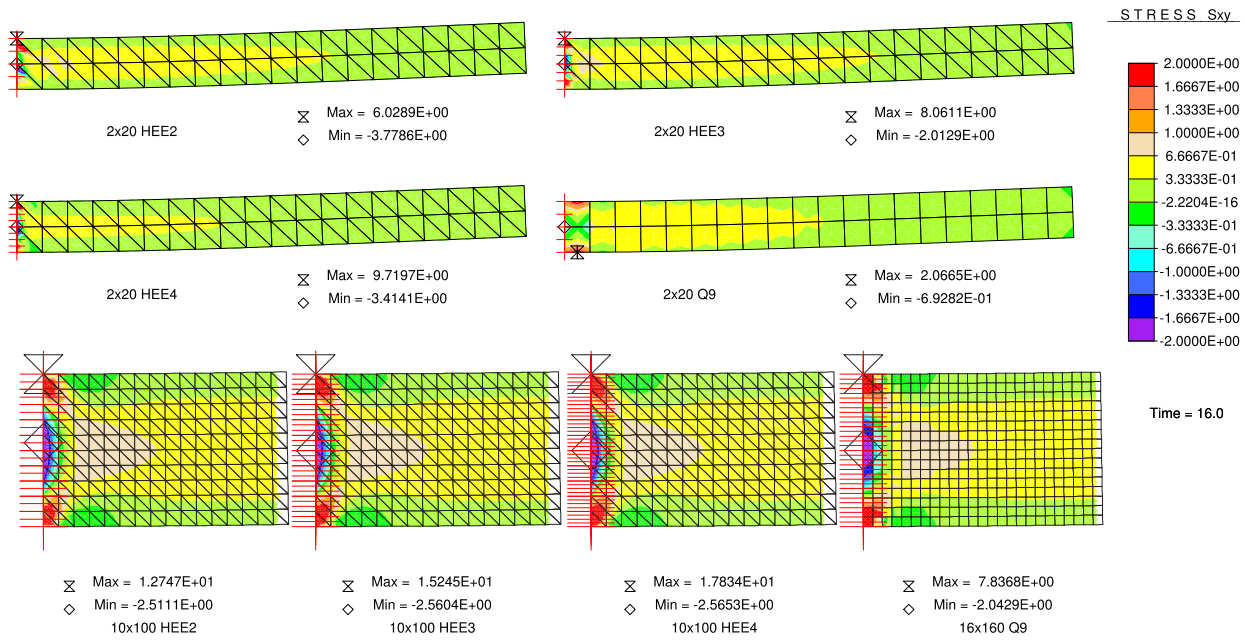 STRESS Sxy
2.0000E+00
1.6667E+00
1.3333E+00
1.0000E+00
6.6667E-01
3.3333E-01
-2.2204E-16
-3.3333E-01
-6.6667E-01
-1.0000E+00
-1.3333E+00
-1.6667E+00
-2.0000E+00
Time = 16.0
2x20 HEE2
Max = 6.0289E+00
Min = -3.7786E+00
2x20 HEE3
Max = 8.0611E+00
Min = -2.0129E+00
2x20 HEE4
Max = 9.7197E+00
Min = -3.4141E+00
2x20 Q9
Max = 2.0665E+00
Min = -6.9282E-01
Max = 1.2747E+01
Min = -2.5111E+00
10x100 HEE2
Max = 1.5245E+01
Min = -2.5604E+00
10x100 HEE3
Max = 1.7834E+01
Min = -2.5653E+00
10x100 HEE4
Max = 7.8368E+00
Min = -2.0429E+00
16x160 Q9